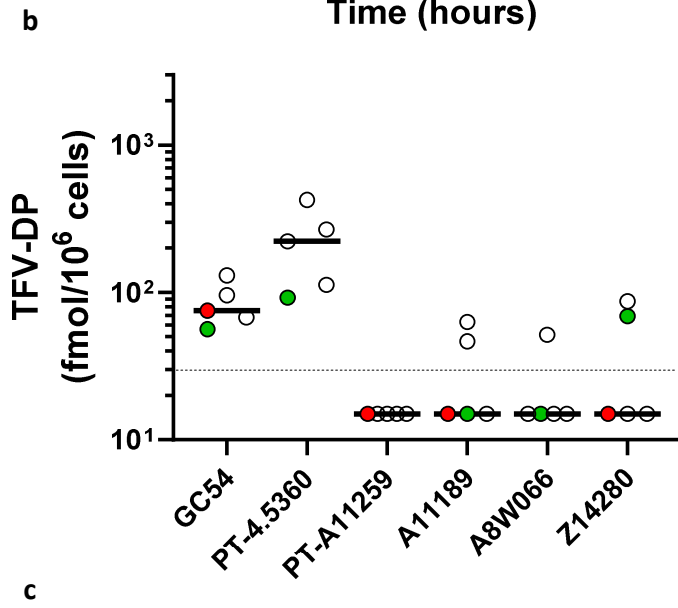 b
Time (hours)
TFV-DP
(fmol/10⁶ cells)
10³
10²
10¹
GC54
PT-4.5360
PT-A11259
A11189
A8W066
Z14280
c